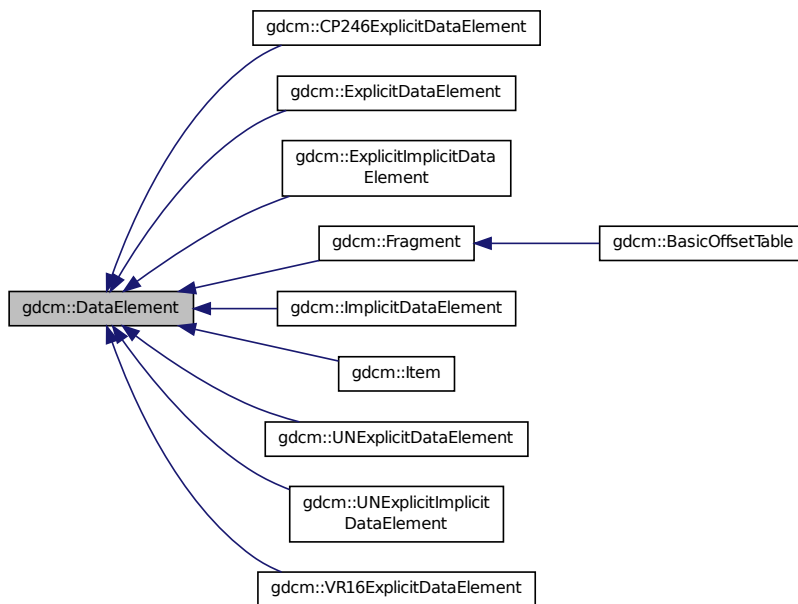 gdcm::CP246ExplicitDataElement
gdcm::ExplicitDataElement
gdcm::ExplicitImplicitData
Element
gdcm::Fragment
gdcm::BasicOffsetTable
gdcm::DataElement
gdcm::ImplicitDataElement
gdcm::Item
gdcm::UNExplicitDataElement
gdcm::UNExplicitImplicit
DataElement
gdcm::VR16ExplicitDataElement